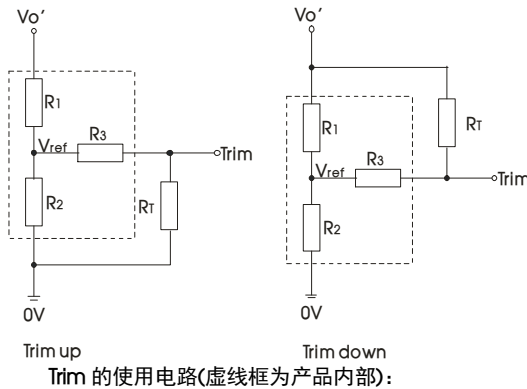 Vo'
Vo'
R1
R1
RT
Vref
R3
Trim
Vref
R3
Trim
R2
RT
R2
0V
0V
Trim up
Trim down
Trim 的使用电路(虚线框为产品内部):